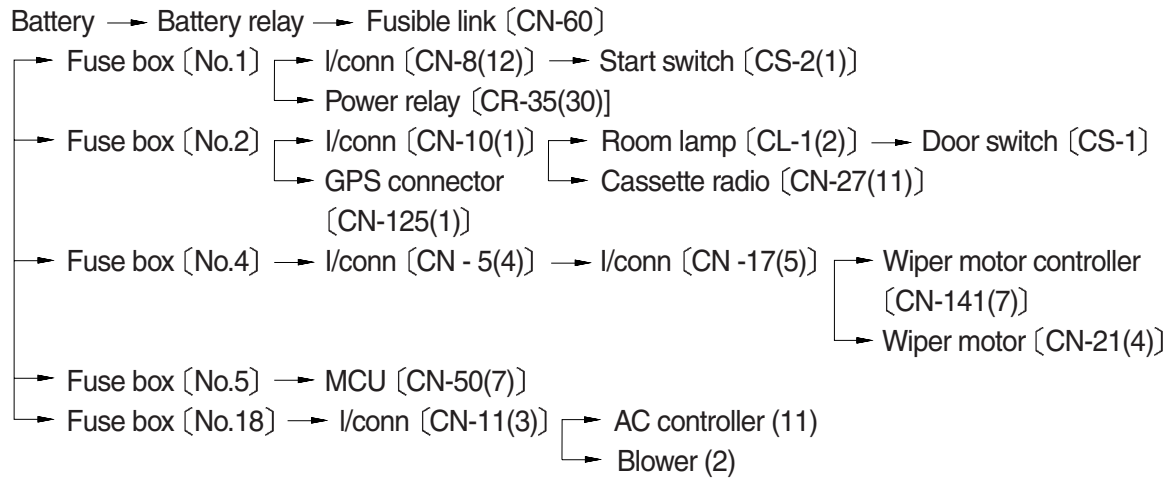 Battery → Battery relay → Fusible link〔CN-60〕
Fuse box〔No.1〕 I/conn〔CN-8(12)〕 → Start switch〔CS-2(1)〕
Power relay〔CR-35(30)]
Fuse box〔No.2〕 I/conn〔CN-10(1)〕 Room lamp〔CL-1(2)〕 → Door switch〔CS-1〕
GPS connector Cassette radio〔CN-27(11)〕
〔CN-125(1)〕
Fuse box〔No.4〕 → I/conn〔CN - 5(4)〕 → I/conn〔CN -17(5)〕 Wiper motor controller
〔CN-141(7)〕
Wiper motor〔CN-21(4)〕
Fuse box〔No.5〕 → MCU〔CN-50(7)〕
Fuse box〔No.18〕 → I/conn〔CN-11(3)〕 AC controller (11)
Blower (2)